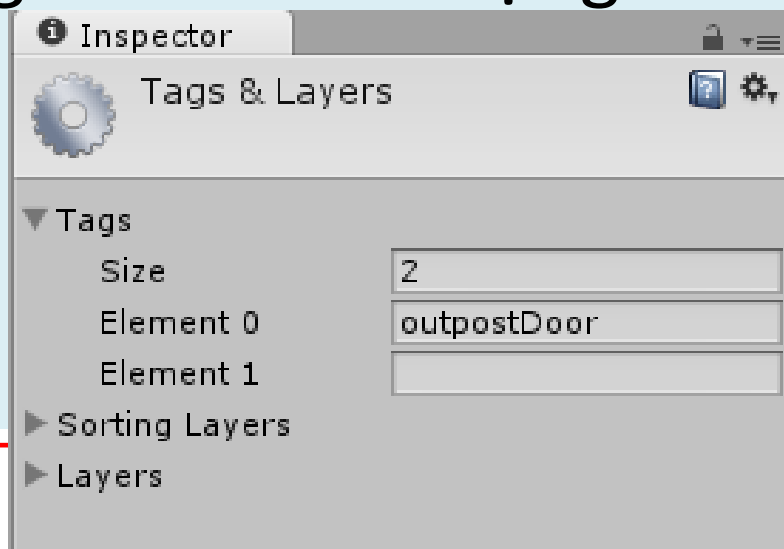 Inspector
Tags & Layers
Tags
Size 2
Element 0 outpostDoor
Element 1
Sorting Layers
Layers